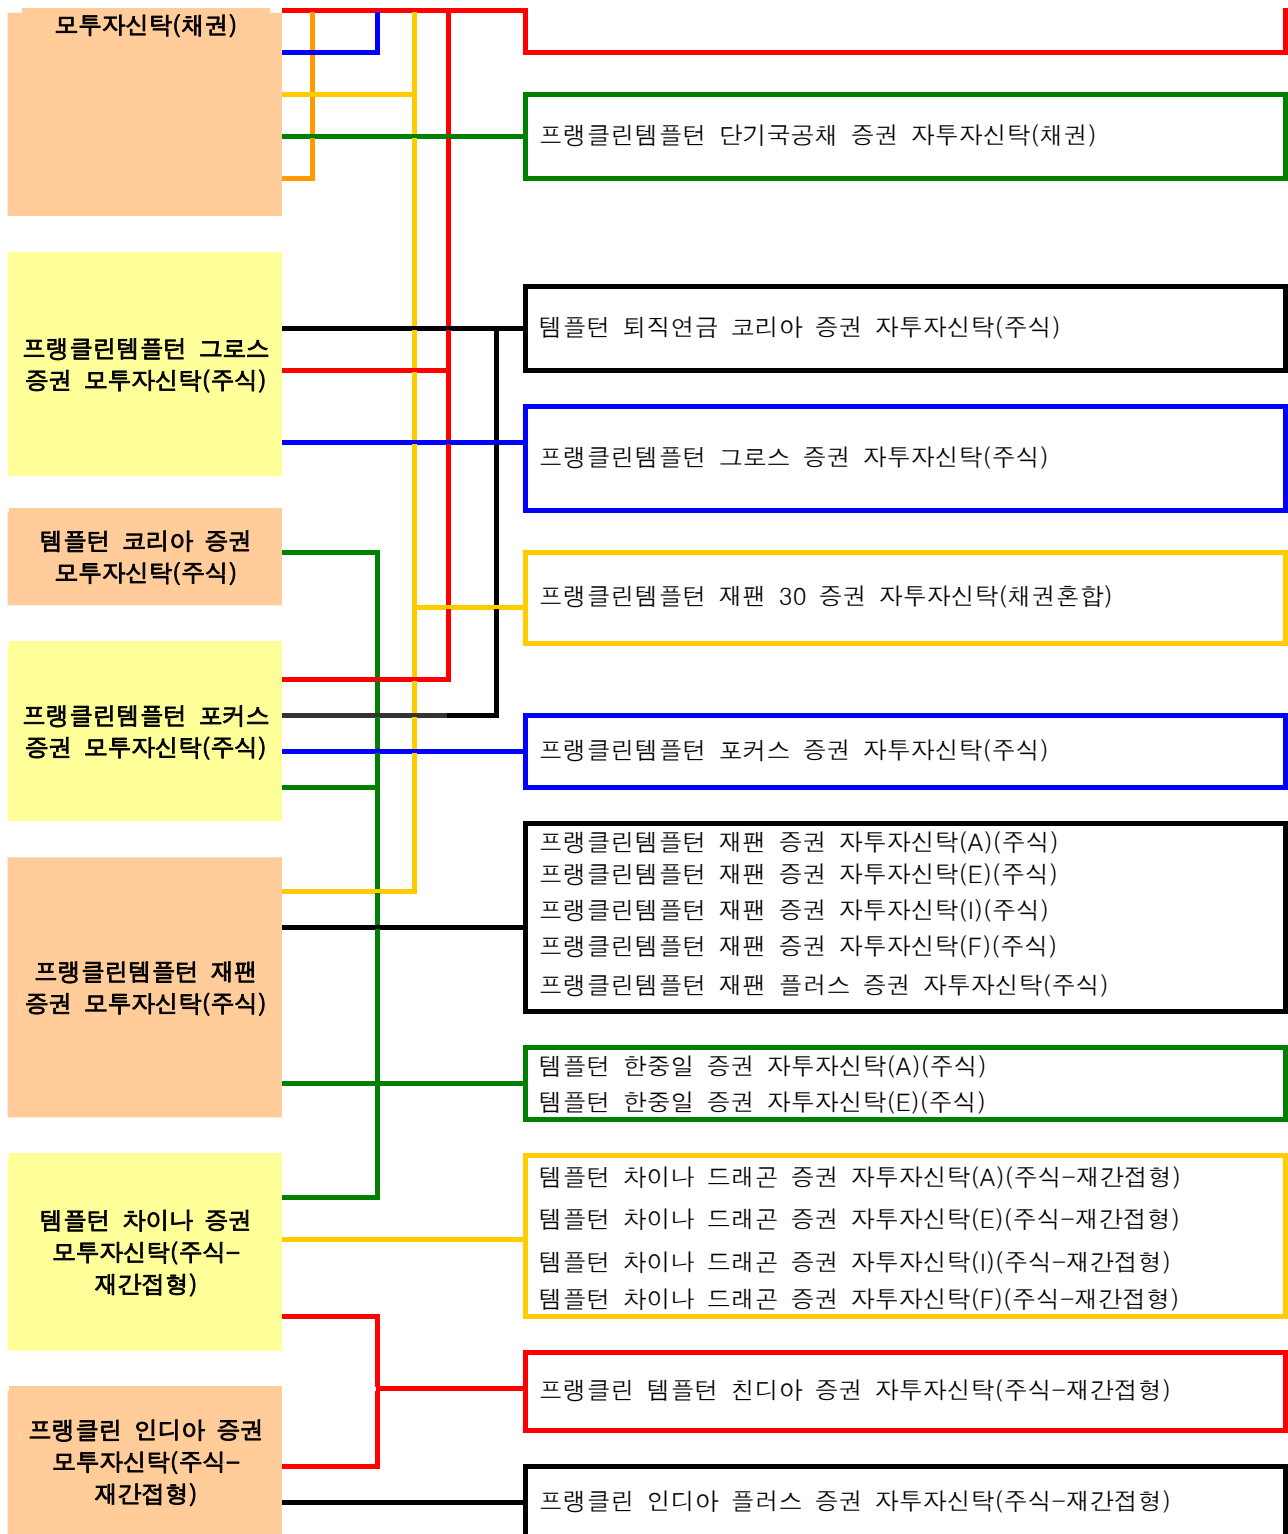 모투자신탁(채권)
프랭클린템플턴 단기국공채 증권 자투자신탁(채권)
프랭클린템플턴 그로스
증권 모투자신탁(주식)
템플턴 퇴직연금 코리아 증권 자투자신탁(주식)
프랭클린템플턴 그로스 증권 자투자신탁(주식)
템플턴 코리아 증권
모투자신탁(주식)
프랭클린템플턴 재팬 30 증권 자투자신탁(채권혼합)
프랭클린템플턴 포커스
증권 모투자신탁(주식)
프랭클린템플턴 포커스 증권 자투자신탁(주식)
프랭클린템플턴 재팬
증권 모투자신탁(주식)
프랭클린템플턴 재팬 증권 자투자신탁(A)(주식)
프랭클린템플턴 재팬 증권 자투자신탁(E)(주식)
프랭클린템플턴 재팬 증권 자투자신탁(I)(주식)
프랭클린템플턴 재팬 증권 자투자신탁(F)(주식)
프랭클린템플턴 재팬 플러스 증권 자투자신탁(주식)
템플턴 한중일 증권 자투자신탁(A)(주식)
템플턴 한중일 증권 자투자신탁(E)(주식)
템플턴 차이나 증권
모투자신탁(주식-
재간접형)
템플턴 차이나 드래곤 증권 자투자신탁(A)(주식-재간접형)
템플턴 차이나 드래곤 증권 자투자신탁(E)(주식-재간접형)
템플턴 차이나 드래곤 증권 자투자신탁(I)(주식-재간접형)
템플턴 차이나 드래곤 증권 자투자신탁(F)(주식-재간접형)
프랭클린 템플턴 친디아 증권 자투자신탁(주식-재간접형)
프랭클린 인디아 증권
모투자신탁(주식-
재간접형)
프랭클린 인디아 플러스 증권 자투자신탁(주식-재간접형)